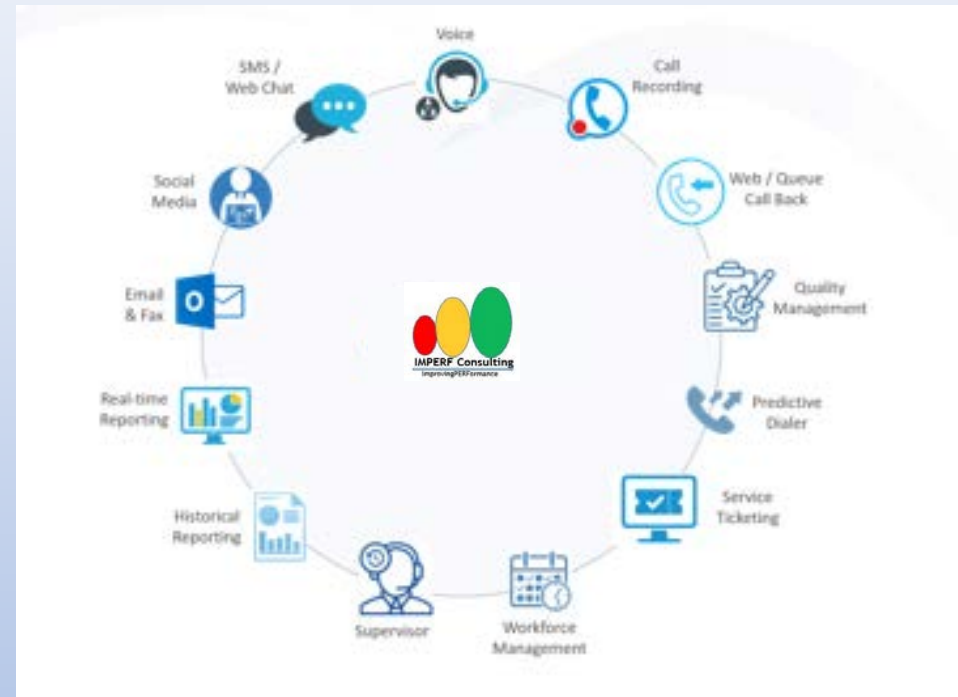 Voice
Call
Recording
Web / Queue
Call Back
Quality
Management
Predictive
Dialer
Service
Ticketing
Workforce
Management
Supervisor
Historical
Reporting
Real-time
Reporting
Email
& Fax
O
Social
Media
SMS /
Web Chat
IMPERF Consulting
ImprovingPERFormance